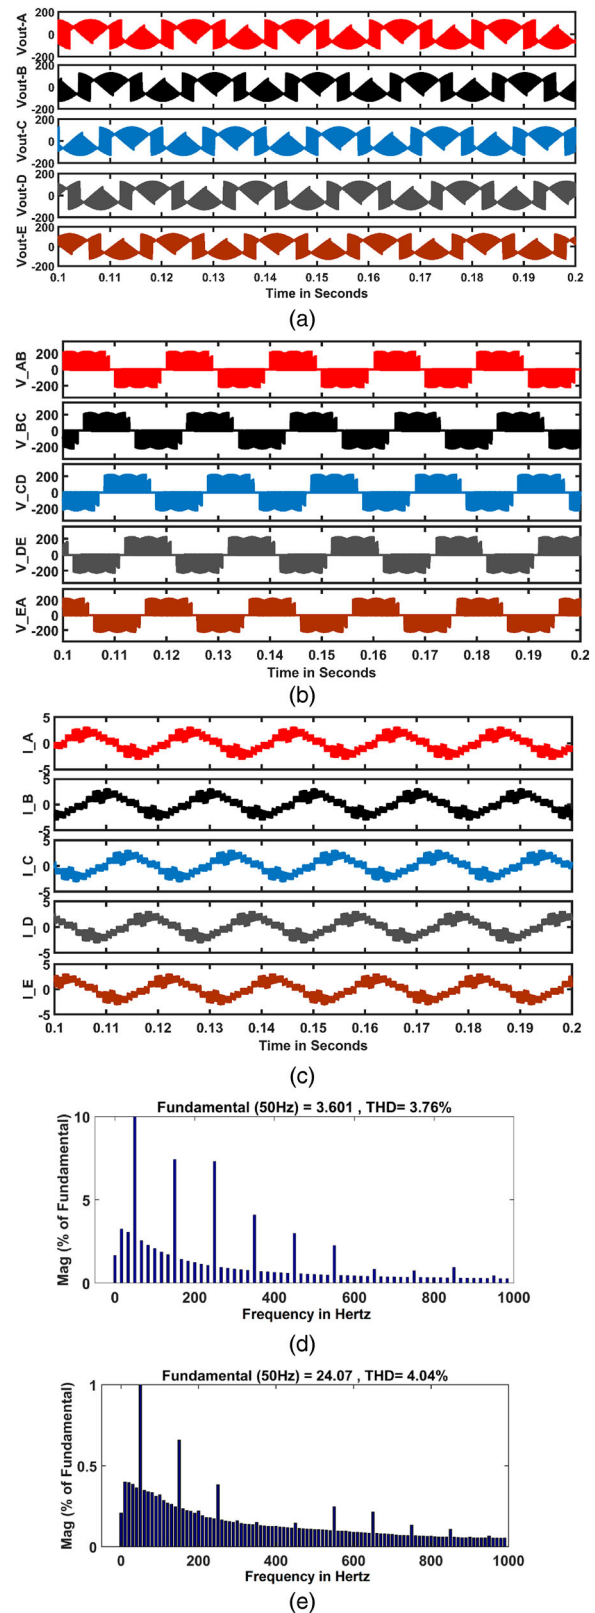 Vout-A
200
0
-200
Vout-B
200
0
-200
Vout-C
200
0
-200
Vout-D
200
0
-200
Vout-E
200
0
-200
0.1 0.11 0.12 0.13 0.14 0.15 0.16 0.17 0.18 0.19 0.2
Time in Seconds
(a)
V_AB
200
0
-200
V_BC
200
0
-200
V_CD
200
0
-200
V_DE
200
0
-200
V_EA
200
0
-200
0.1 0.11 0.12 0.13 0.14 0.15 0.16 0.17 0.18 0.19 0.2
Time in Seconds
(b)
I_A
5
0
-5
I_B
5
0
-5
I_C
5
0
-5
I_D
5
0
-5
I_E
5
0
-5
0.1 0.11 0.12 0.13 0.14 0.15 0.16 0.17 0.18 0.19 0.2
Time in Seconds
(c)
Fundamental (50Hz) = 3.601 , THD= 3.76%
Mag (% of Fundamental)
10
5
0
0 200 400 600 800 1000
Frequency in Hertz
(d)
Fundamental (50Hz) = 24.07 , THD= 4.04%
Mag (% of Fundamental)
1
0.5
0
0 200 400 600 800 1000
Frequency in Hertz
(e)